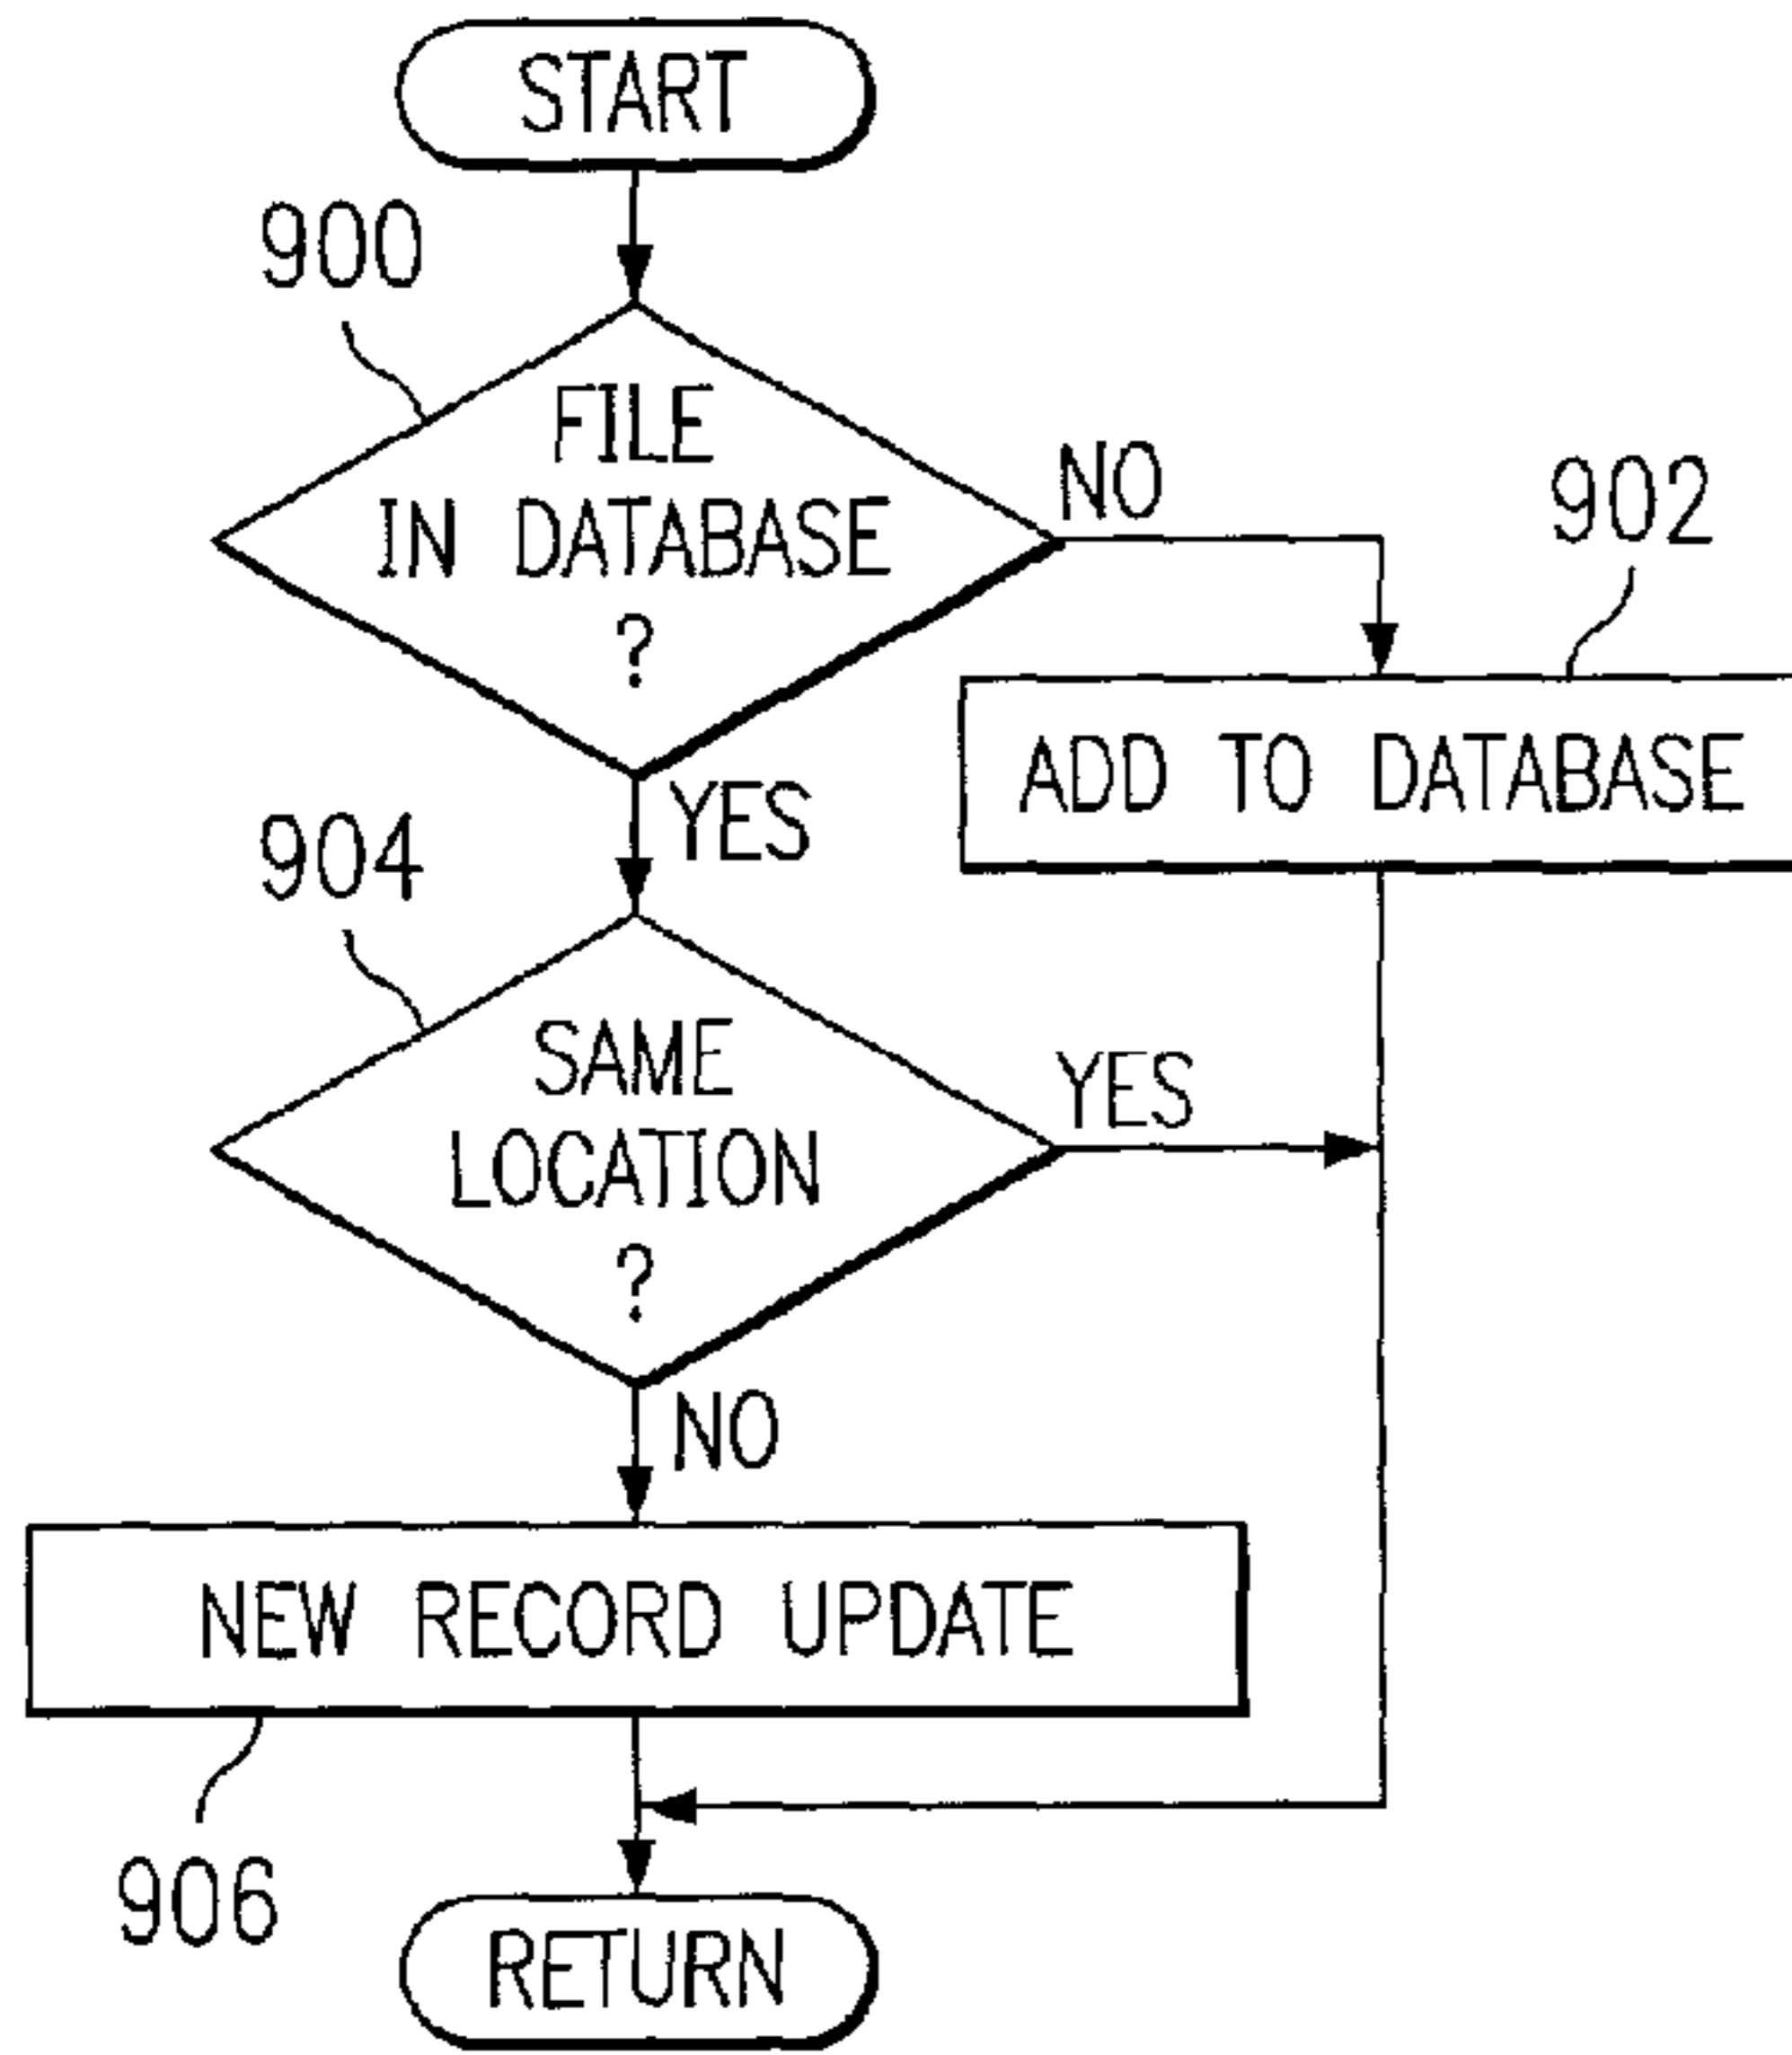 START
900
FILE
IN DATABASE
?
NO
902
ADD TO DATABASE
YES
904
SAME
LOCATION
?
YES
NO
NEW RECORD UPDATE
906
RETURN